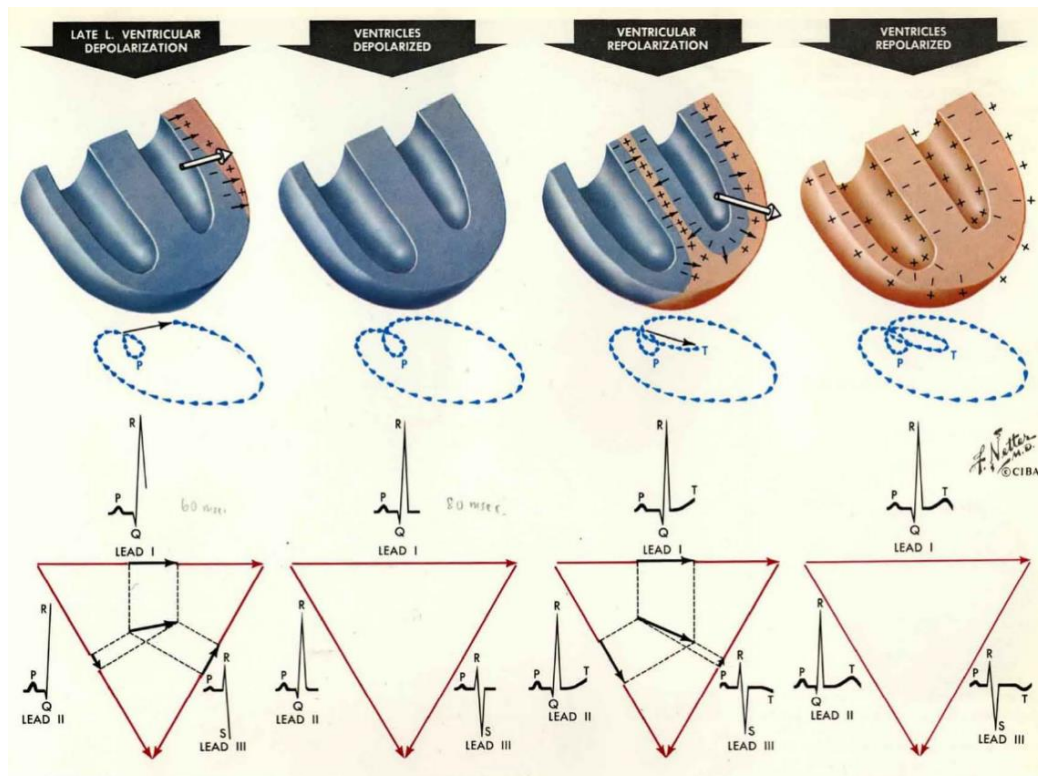 LATE L. VENTRICULAR
DEPOLARIZATION
VENTRICLES
DEPOLARIZED
VENTRICULAR
REPOLARIZATION
VENTRICLES
REPOLARIZED
P
P
P
T
P
T
R
P
Q
LEAD I
60 msec.
R
P
Q
LEAD I
80 msec.
R
P
T
Q
LEAD I
R
P
T
Q
LEAD I
F. Netter
M.D.
© CIBA
R
P
Q
LEAD II
R
P
S
LEAD III
R
P
Q
LEAD II
R
P
S
LEAD III
R
P
T
Q
LEAD II
R
P
T
S
LEAD III
R
P
T
Q
LEAD II
R
P
T
S
LEAD III